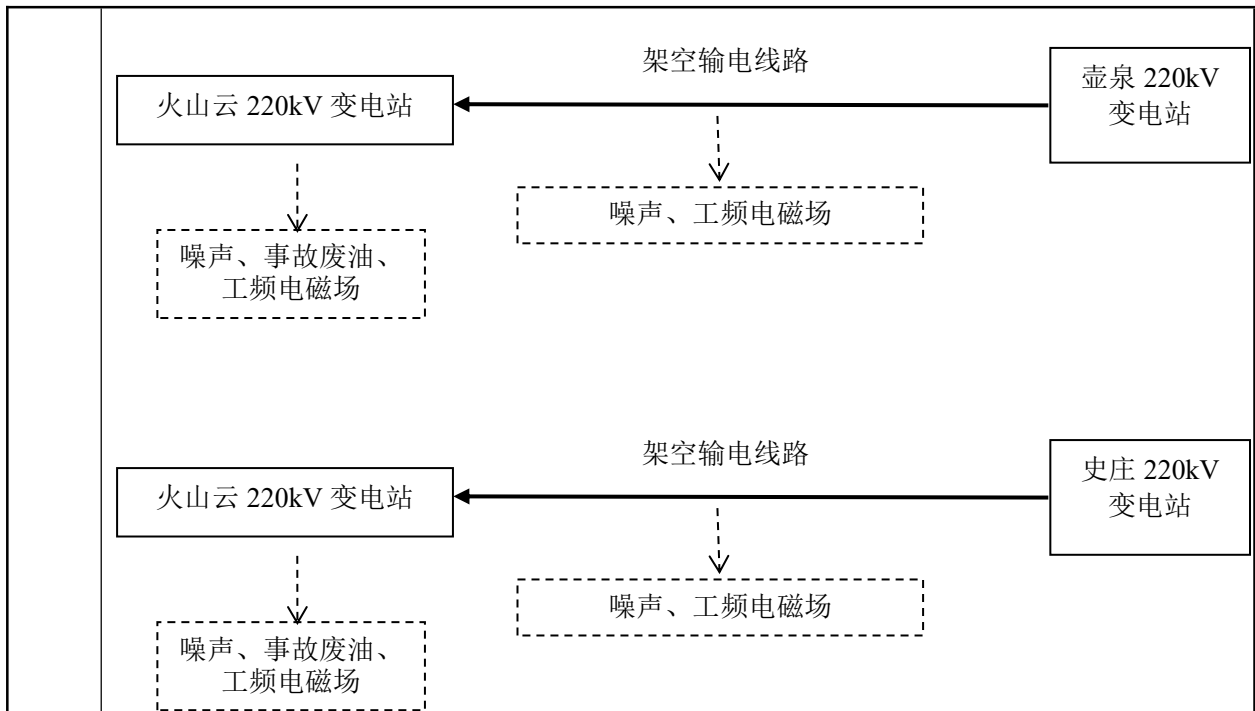 架空输电线路
火山云 220kV 变电站
壶泉 220kV
变电站
噪声、工频电磁场
噪声、事故废油、
工频电磁场
架空输电线路
火山云 220kV 变电站
史庄 220kV
变电站
噪声、工频电磁场
噪声、事故废油、
工频电磁场